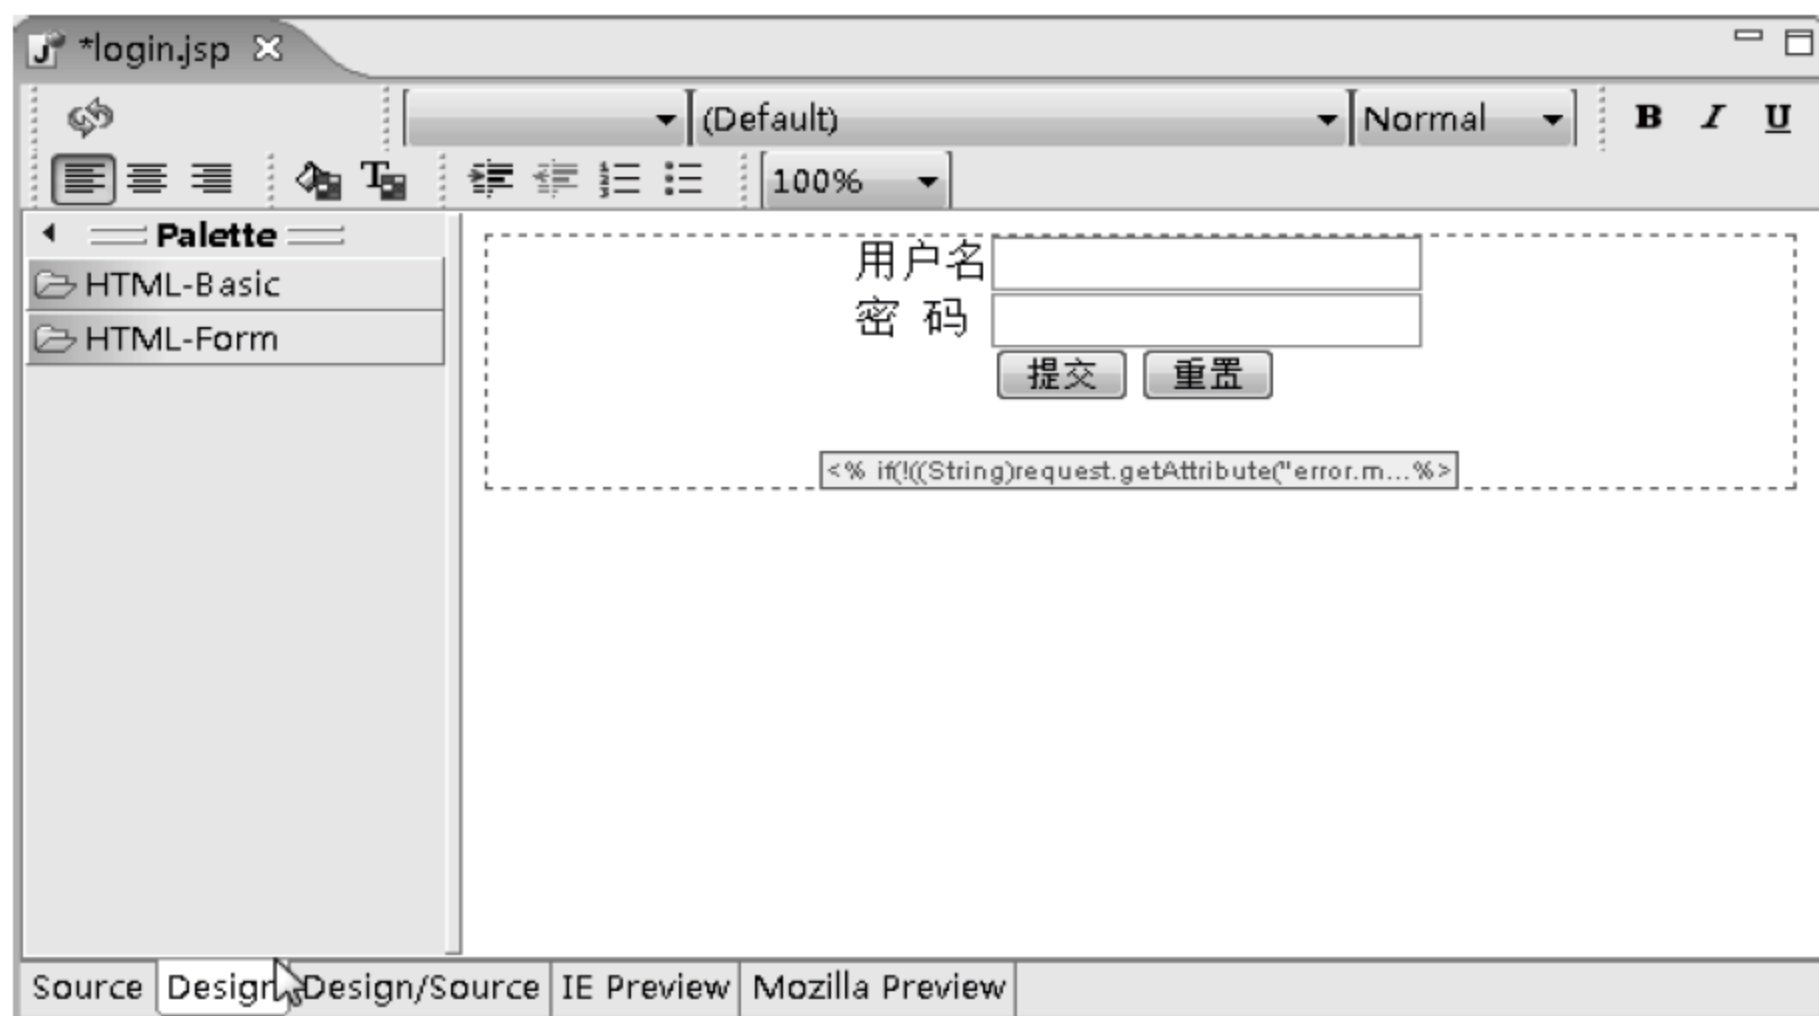 *login.jsp
(Default) Normal B I U
100%
Palette
HTML-Basic
HTML-Form
用户名
密 码
提交 重置
<% if(!((String)request.getAttribute("error.m...%>
Source Design Design/Source IE Preview Mozilla Preview